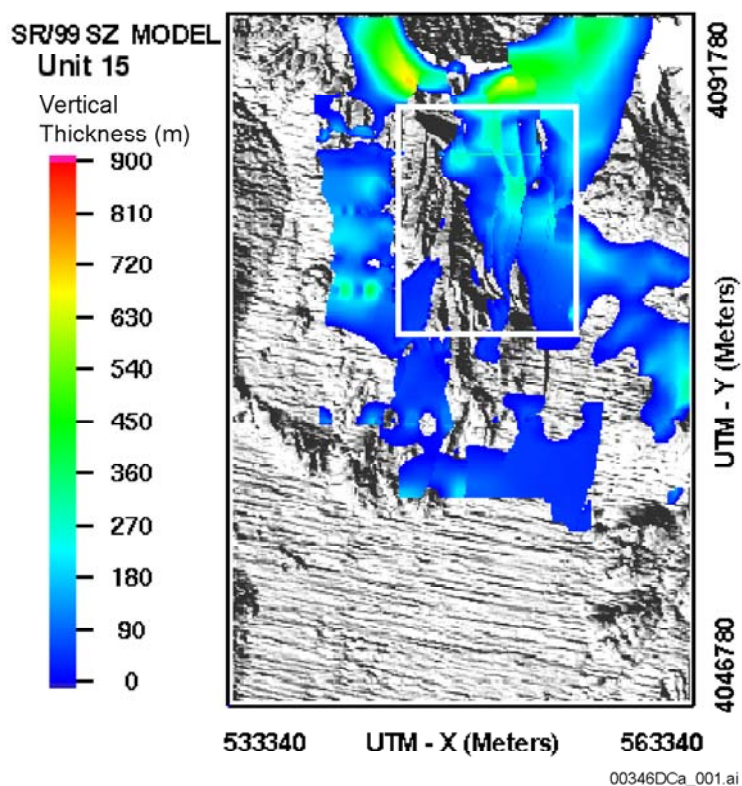 SR/99 SZ MODEL
Unit 15
Vertical
Thickness (m)
900
810
720
630
540
450
360
270
180
90
0
4091780
UTM - Y (Meters)
4046780
533340
UTM - X (Meters)
563340
00346DCa_001.ai